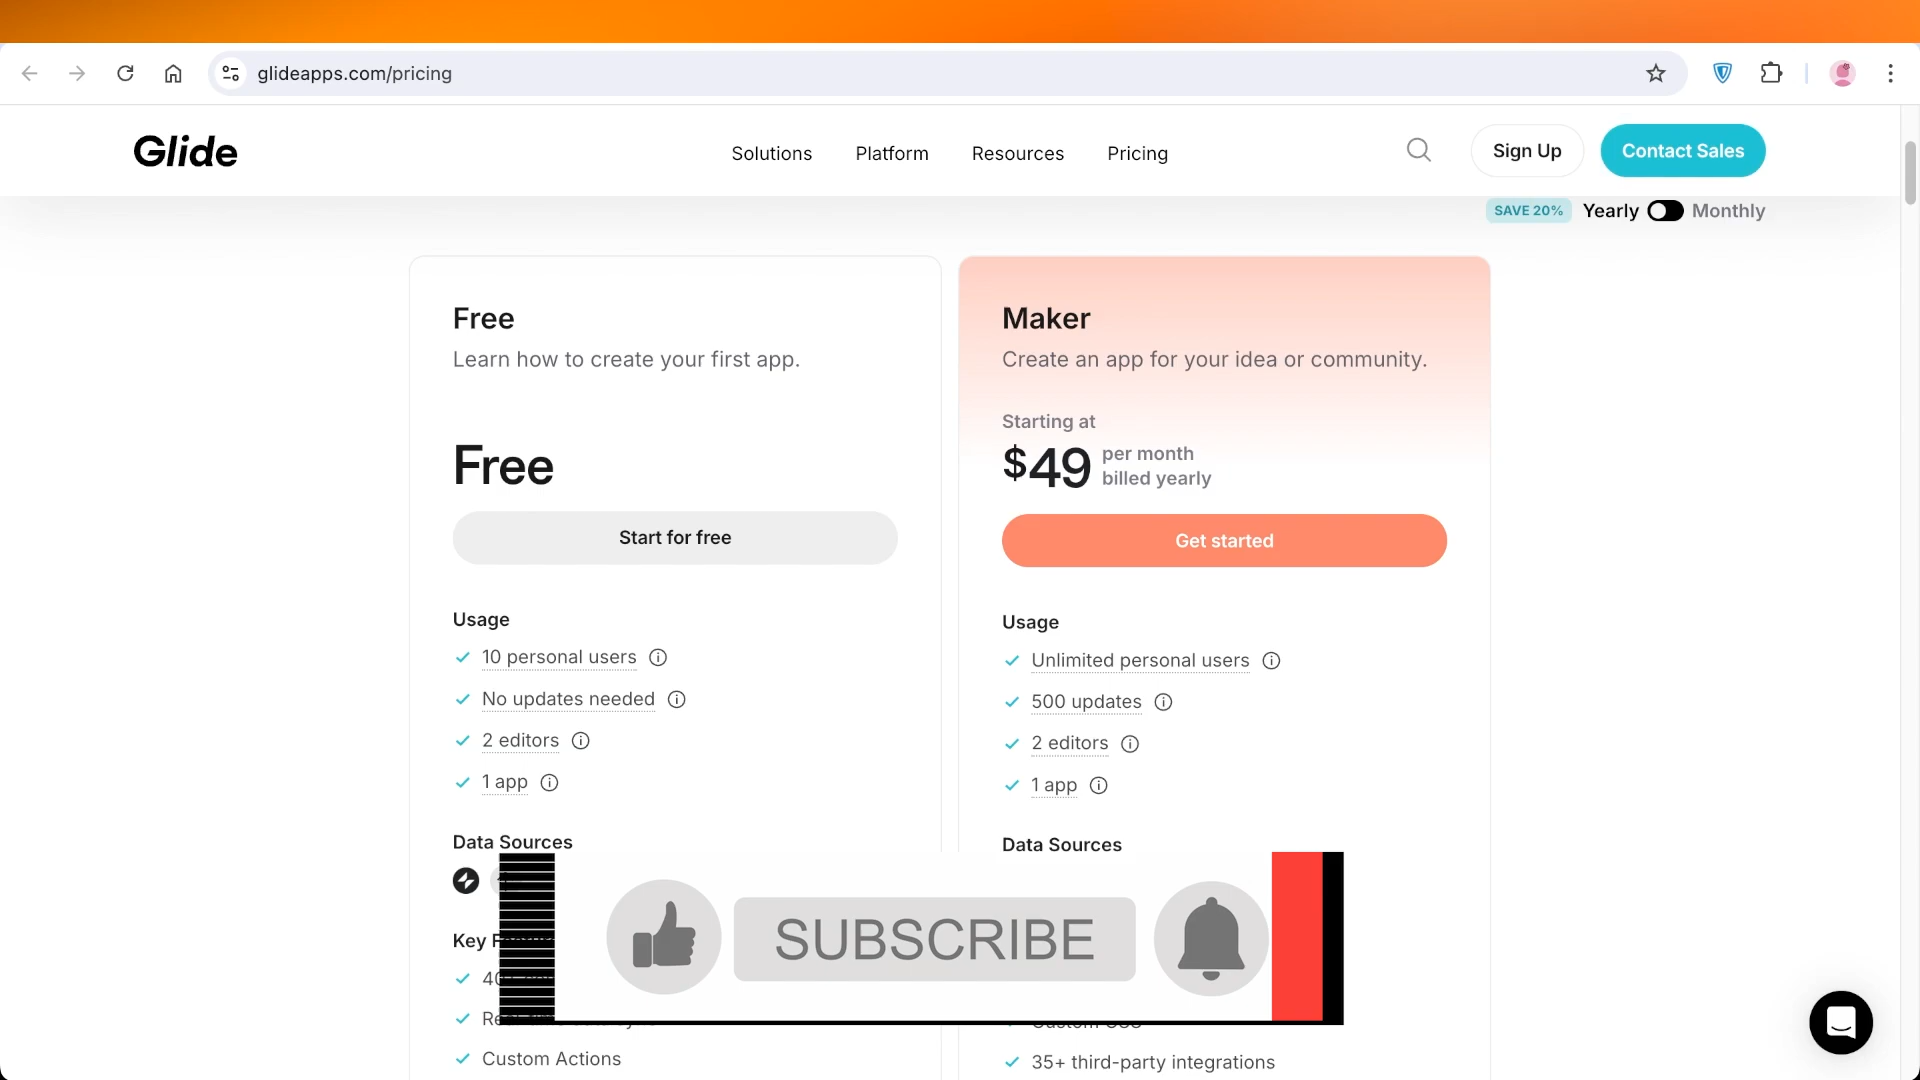 glideapps.com/pricing
Glide
Solutions
Platform
Resources
Pricing
Sign Up
Contact Sales
SAVE 20%
Yearly
Monthly
Free
Learn how to create your first app.
Free
Start for free
Usage
10 personal users
No updates needed
2 editors
1 app
Data Sources
Key
Custom Actions
Maker
Create an app for your idea or community.
Starting at
$49
per month
billed yearly
Get started
Usage
Unlimited personal users
500 updates
2 editors
1 app
Data Sources
35+ third-party integrations
SUBSCRIBE